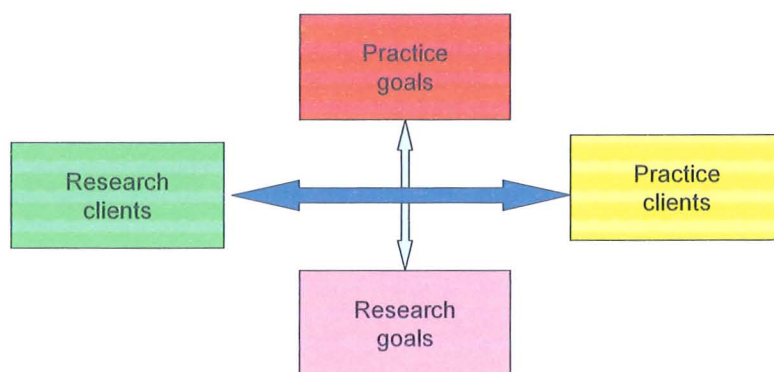 Practice
goals
Research
clients
Practice
clients
Research
goals